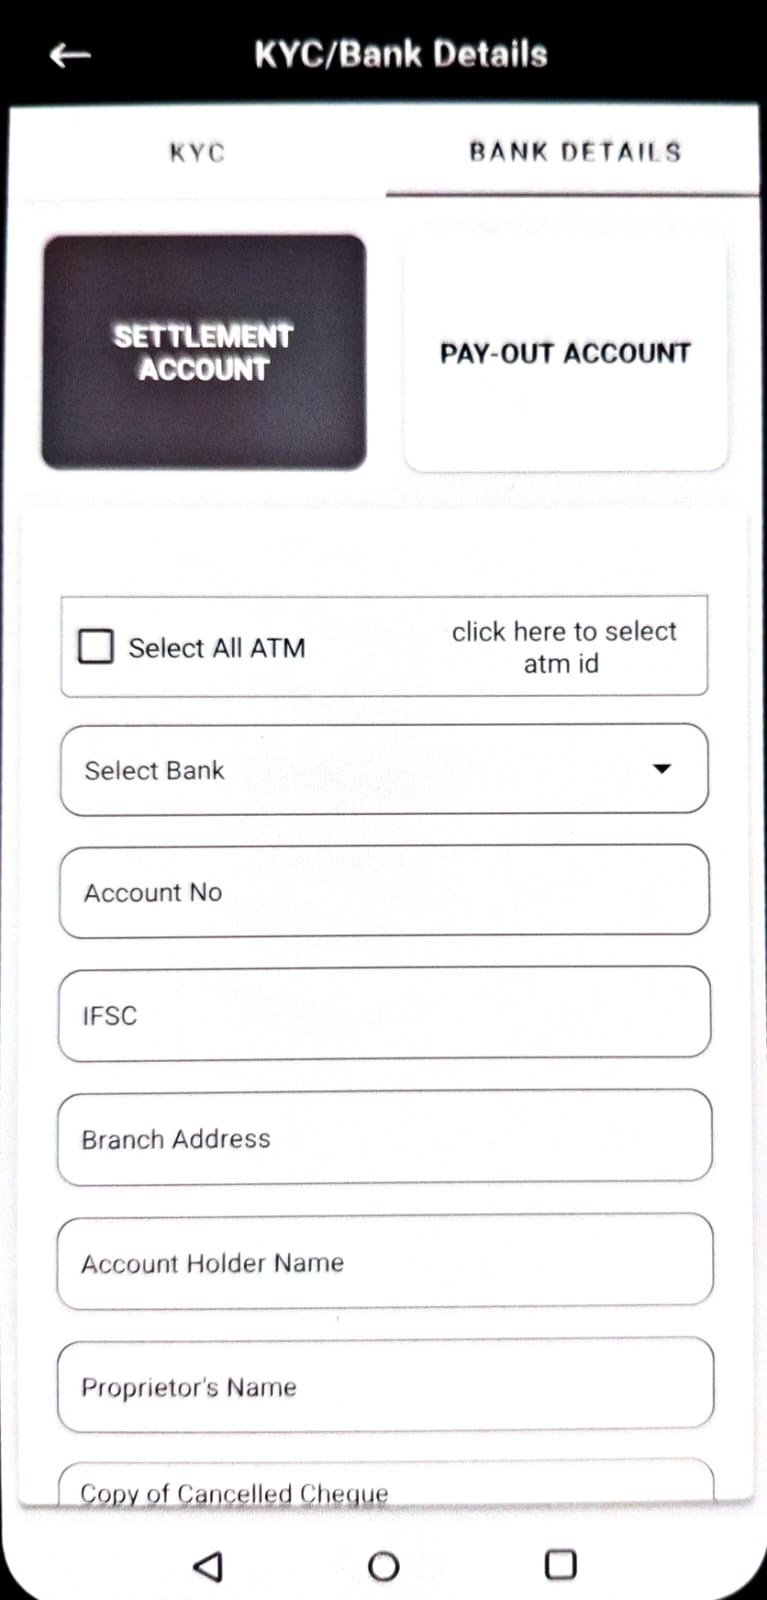 KYC/Bank Details
KYC
BANK DETAILS
SETTLEMENT
ACCOUNT
PAY-OUT ACCOUNT
Select All ATM
click here to select
atm id
Select Bank
Account No
IFSC
Branch Address
Account Holder Name
Proprietor's Name
Copy of Cancelled Cheque